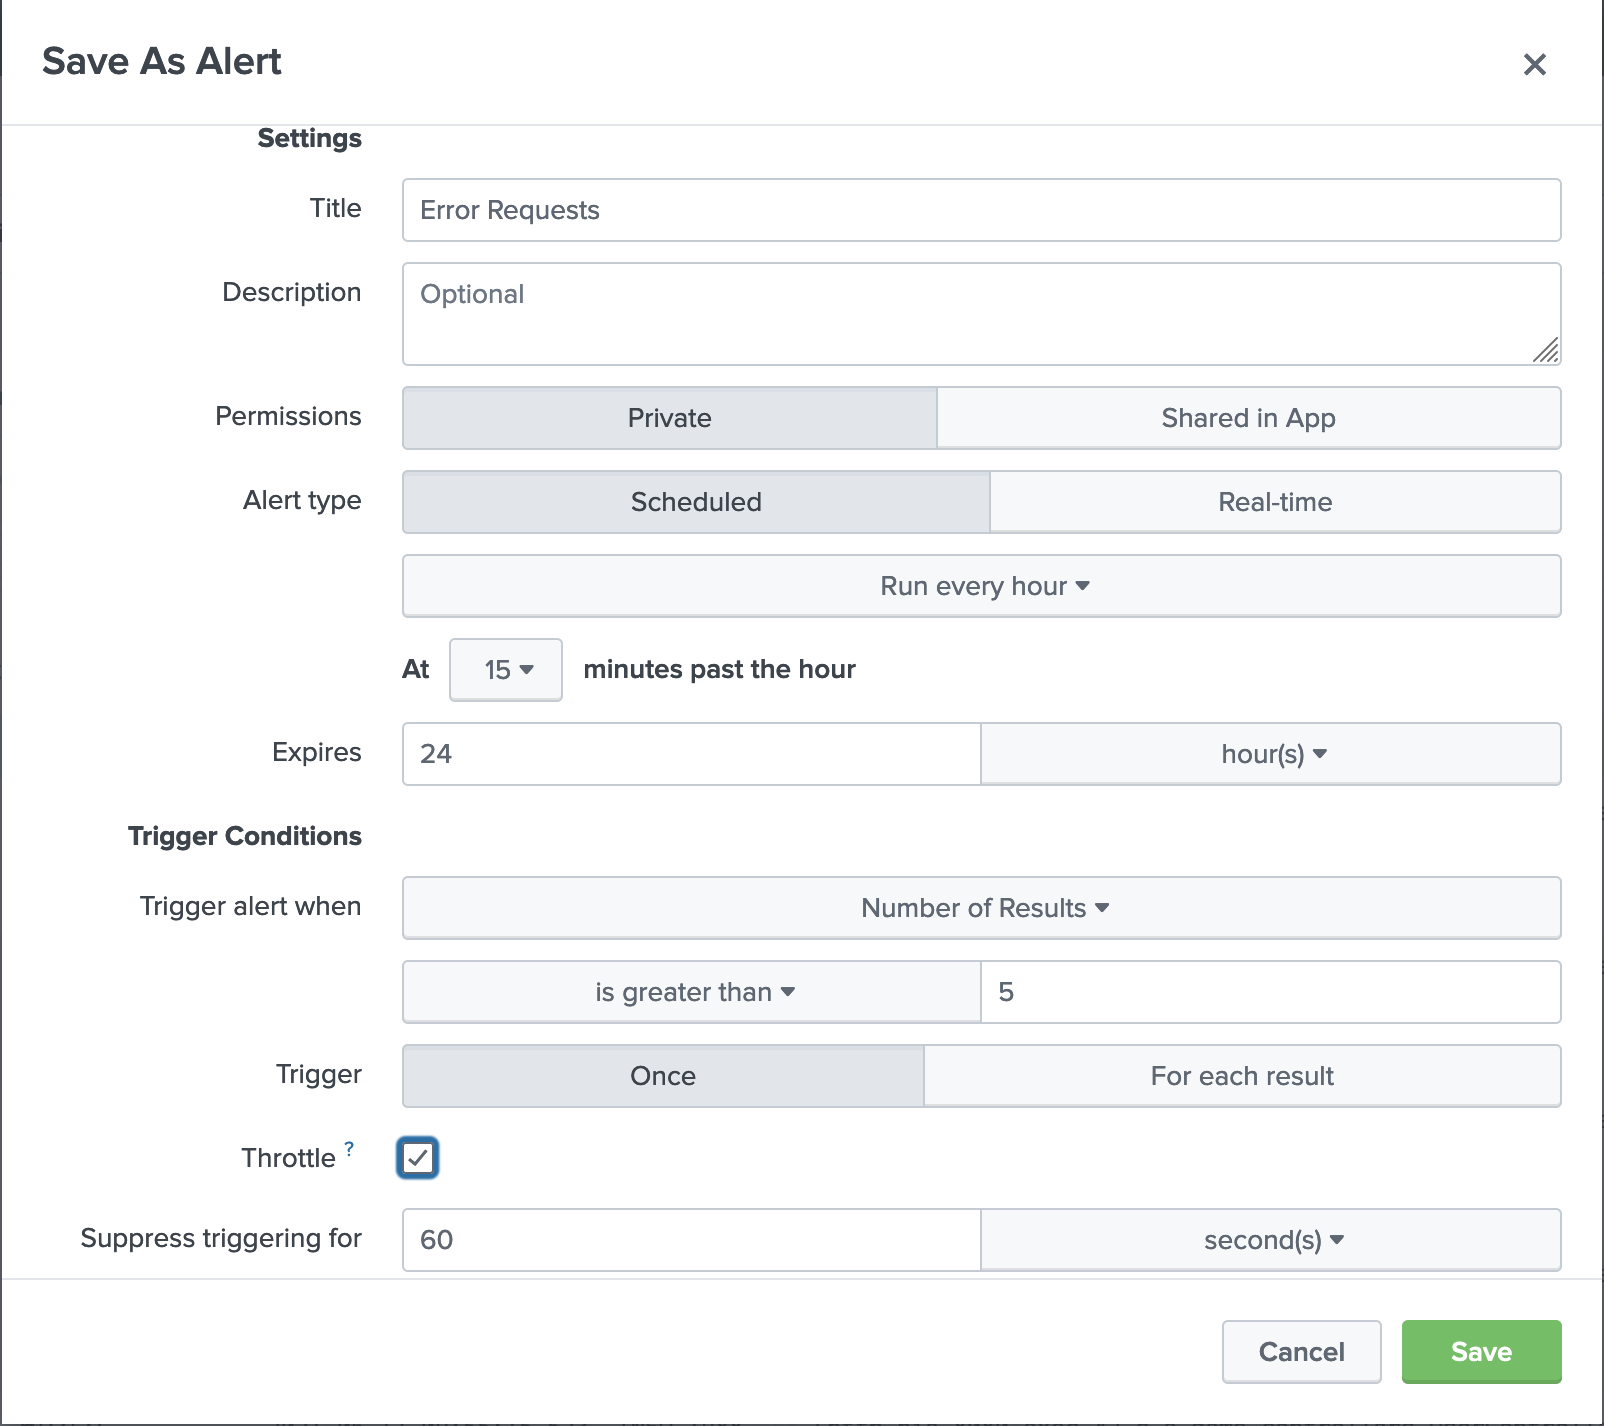 Save As Alert
Settings
Title
Error Requests
Description
Optional
Permissions
Private
Shared in App
Alert type
Scheduled
Real-time
Run every hour
At 15 minutes past the hour
Expires
24
hour(s)
Trigger Conditions
Trigger alert when
Number of Results
is greater than
5
Trigger
Once
For each result
Throttle ?
Suppress triggering for
60
second(s)
Cancel
Save